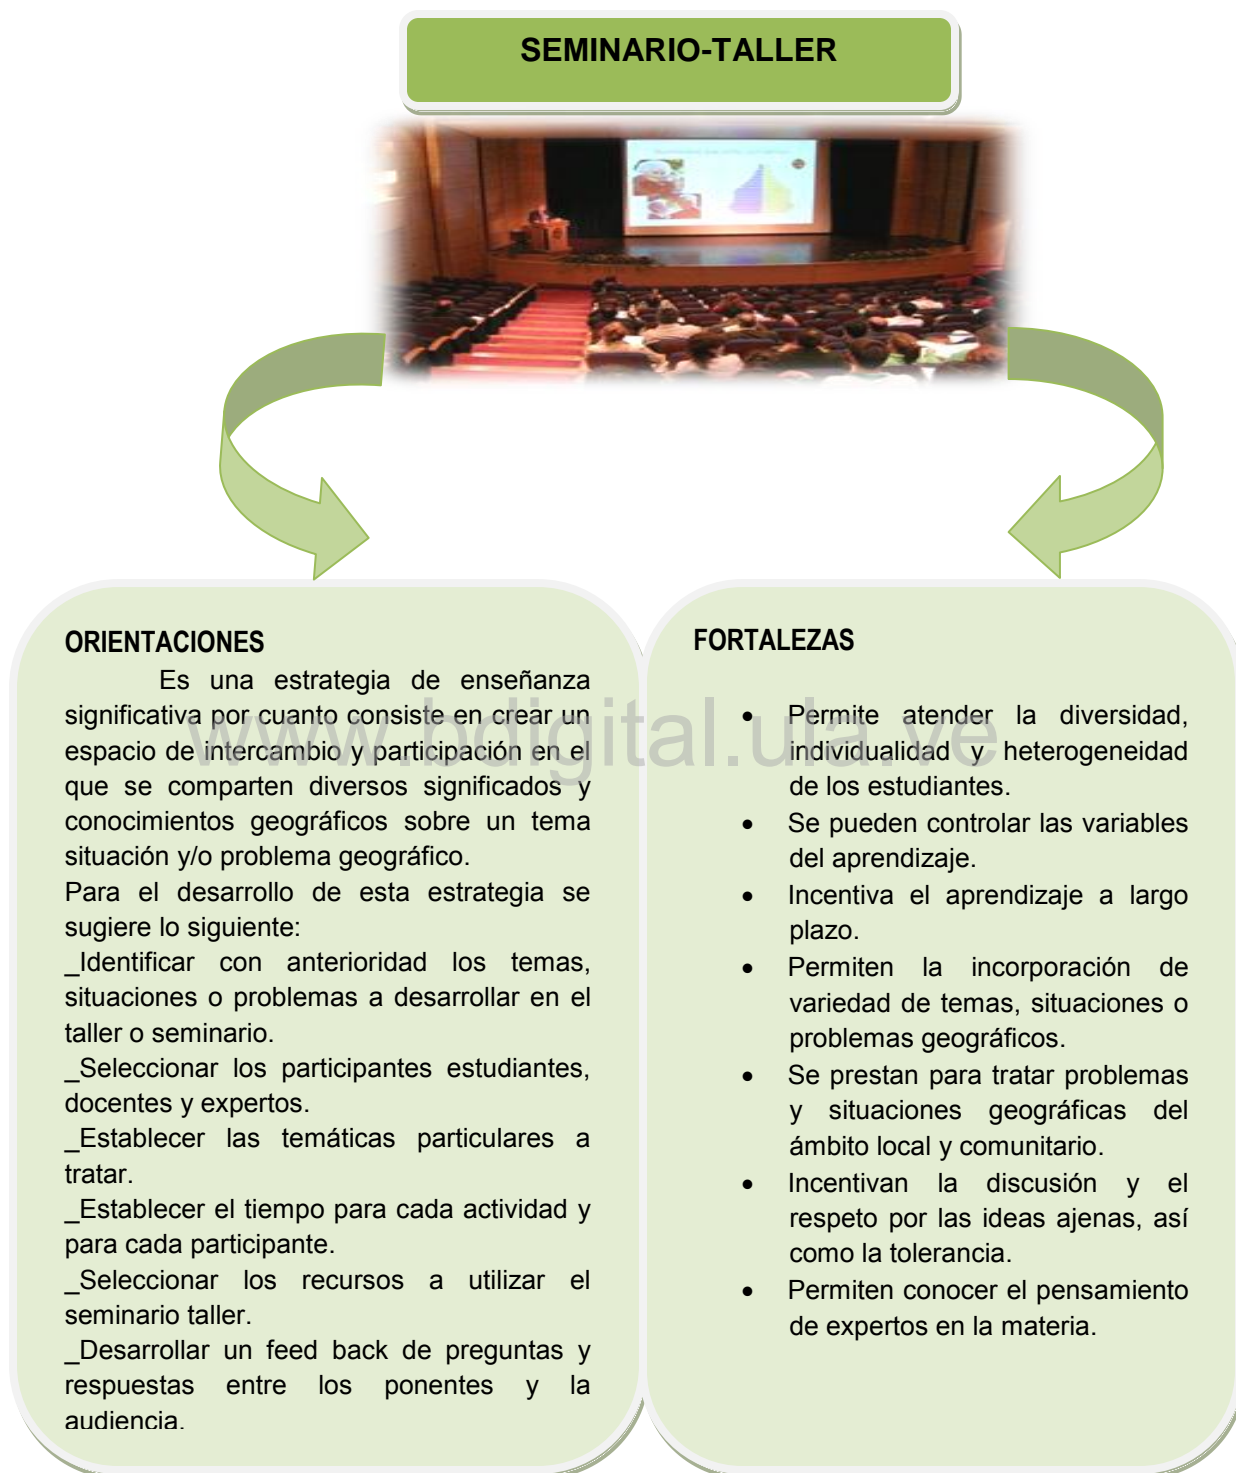 SEMINARIO-TALLER
ORIENTACIONES
Es una estrategia de enseñanza
significativa por cuanto consiste en crear un
espacio de intercambio y participación en el
que se comparten diversos significados y
conocimientos geográficos sobre un tema
situación y/o problema geográfico.
Para el desarrollo de esta estrategia se
sugiere lo siguiente:
_Identificar con anterioridad los temas,
situaciones o problemas a desarrollar en el
taller o seminario.
_Seleccionar los participantes estudiantes,
docentes y expertos.
_Establecer las temáticas particulares a
tratar.
_Establecer el tiempo para cada actividad y
para cada participante.
_Seleccionar los recursos a utilizar el
seminario taller.
_Desarrollar un feed back de preguntas y
respuestas entre los ponentes y la
audiencia.
FORTALEZAS
• Permite atender la diversidad,
individualidad y heterogeneidad
de los estudiantes.
• Se pueden controlar las variables
del aprendizaje.
• Incentiva el aprendizaje a largo
plazo.
• Permiten la incorporación de
variedad de temas, situaciones o
problemas geográficos.
• Se prestan para tratar problemas
y situaciones geográficas del
ámbito local y comunitario.
• Incentivan la discusión y el
respeto por las ideas ajenas, así
como la tolerancia.
• Permiten conocer el pensamiento
de expertos en la materia.
www.bdigital.ula.ve